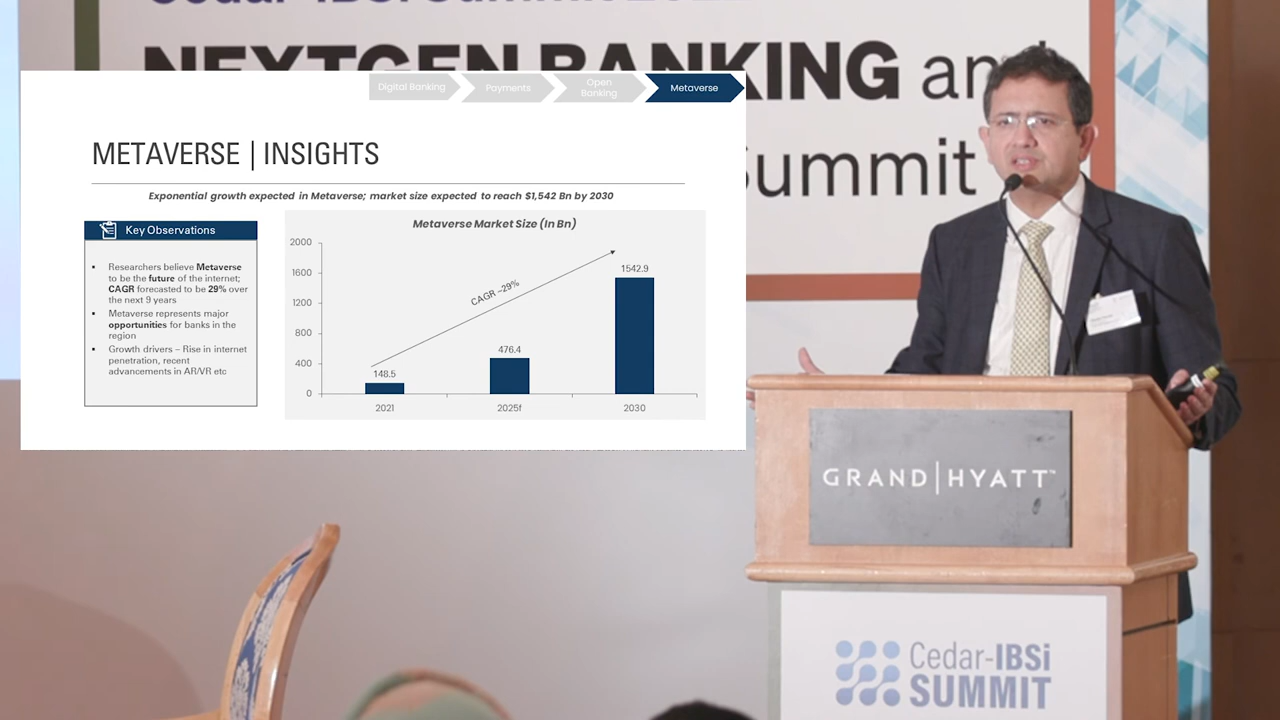 NEXTGEN BANKING an
Summit
Digital Banking
Payments
Open
Banking
Metaverse
METAVERSE | INSIGHTS
Exponential growth expected in Metaverse; market size expected to reach $1,542 Bn by 2030
Key Observations
▪ Researchers believe Metaverse
to be the future of the internet;
CAGR forecasted to be 29% over
the next 9 years
▪ Metaverse represents major
opportunities for banks in the
region
▪ Growth drivers – Rise in internet
penetration, recent
advancements in AR/VR etc
Metaverse Market Size (In Bn)
2000
1600
1200
800
400
0
CAGR ~29%
148.5
476.4
1542.9
2021
2025f
2030
GRAND|HYATT™
Cedar-IBSi
SUMMIT